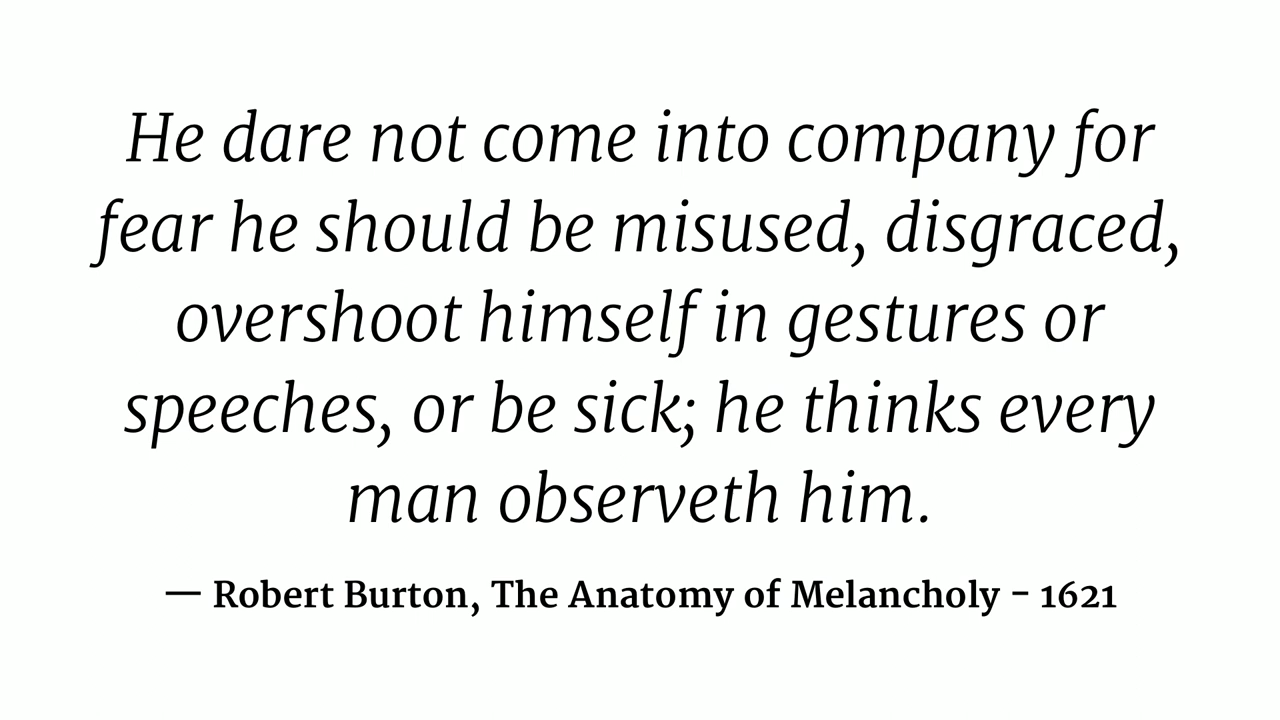 He dare not come into company for
fear he should be misused, disgraced,
overshoot himself in gestures or
speeches, or be sick; he thinks every
man observeth him.
— Robert Burton, The Anatomy of Melancholy - 1621